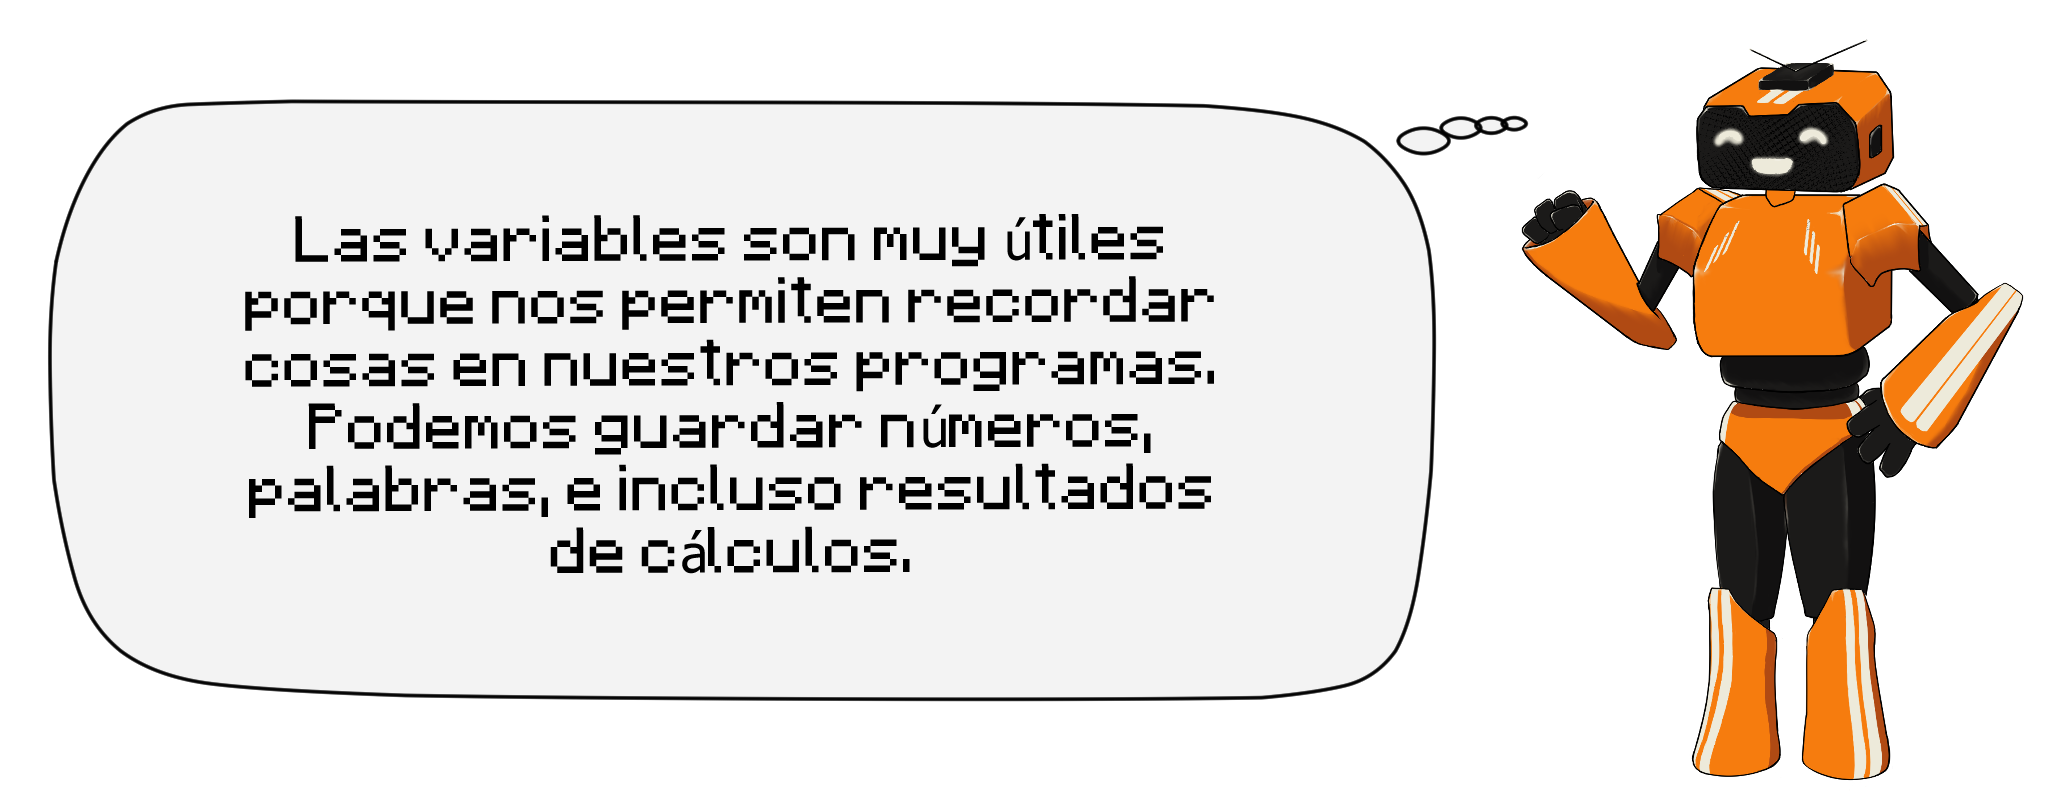 Las variables son muy útiles
porque nos permiten recordar
cosas en nuestros programas.
Podemos guardar números,
palabras, e incluso resultados
de cálculos.